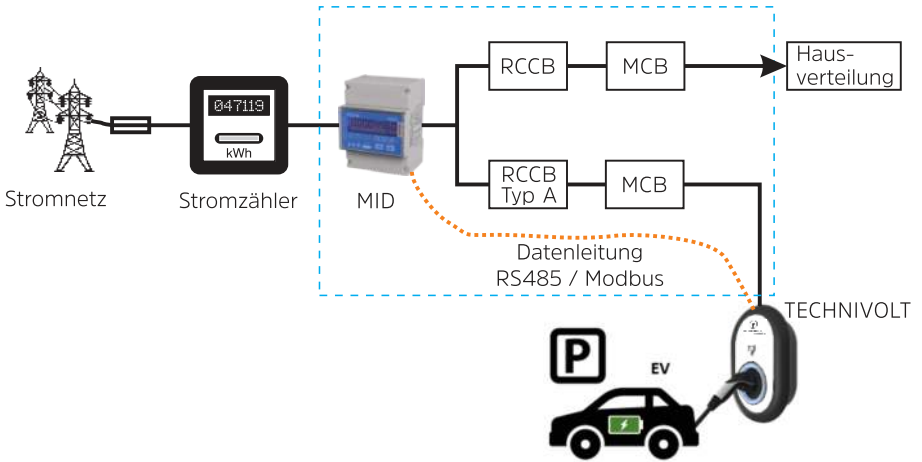 RCCB
MCB
Haus-
verteilung
047119
kWh
Stromnetz
Stromzähler
MID
RCCB
Typ A
MCB
Datenleitung
RS485 / Modbus
TECHNIVOLT
P
EV